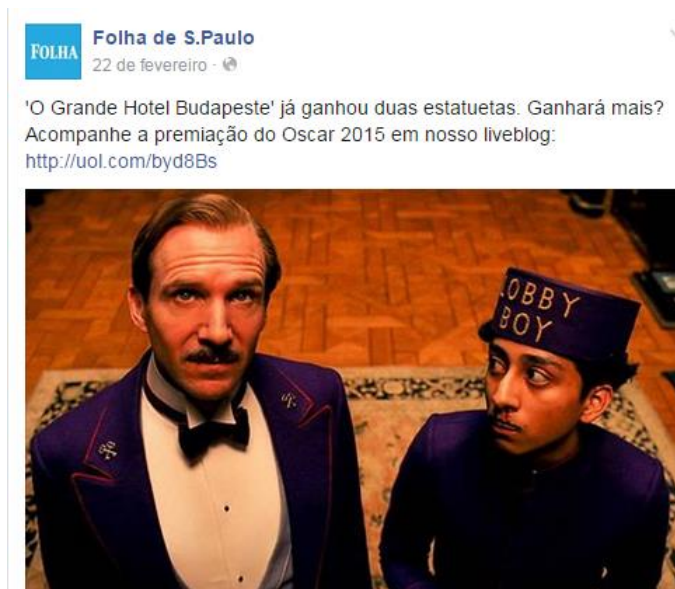 FOLHA
Folha de S.Paulo
22 de fevereiro ·
'O Grande Hotel Budapeste' já ganhou duas estatuetas. Ganhará mais?
Acompanhe a premiação do Oscar 2015 em nosso liveblog:
http://uol.com/byd8Bs
LOBBY
BOY